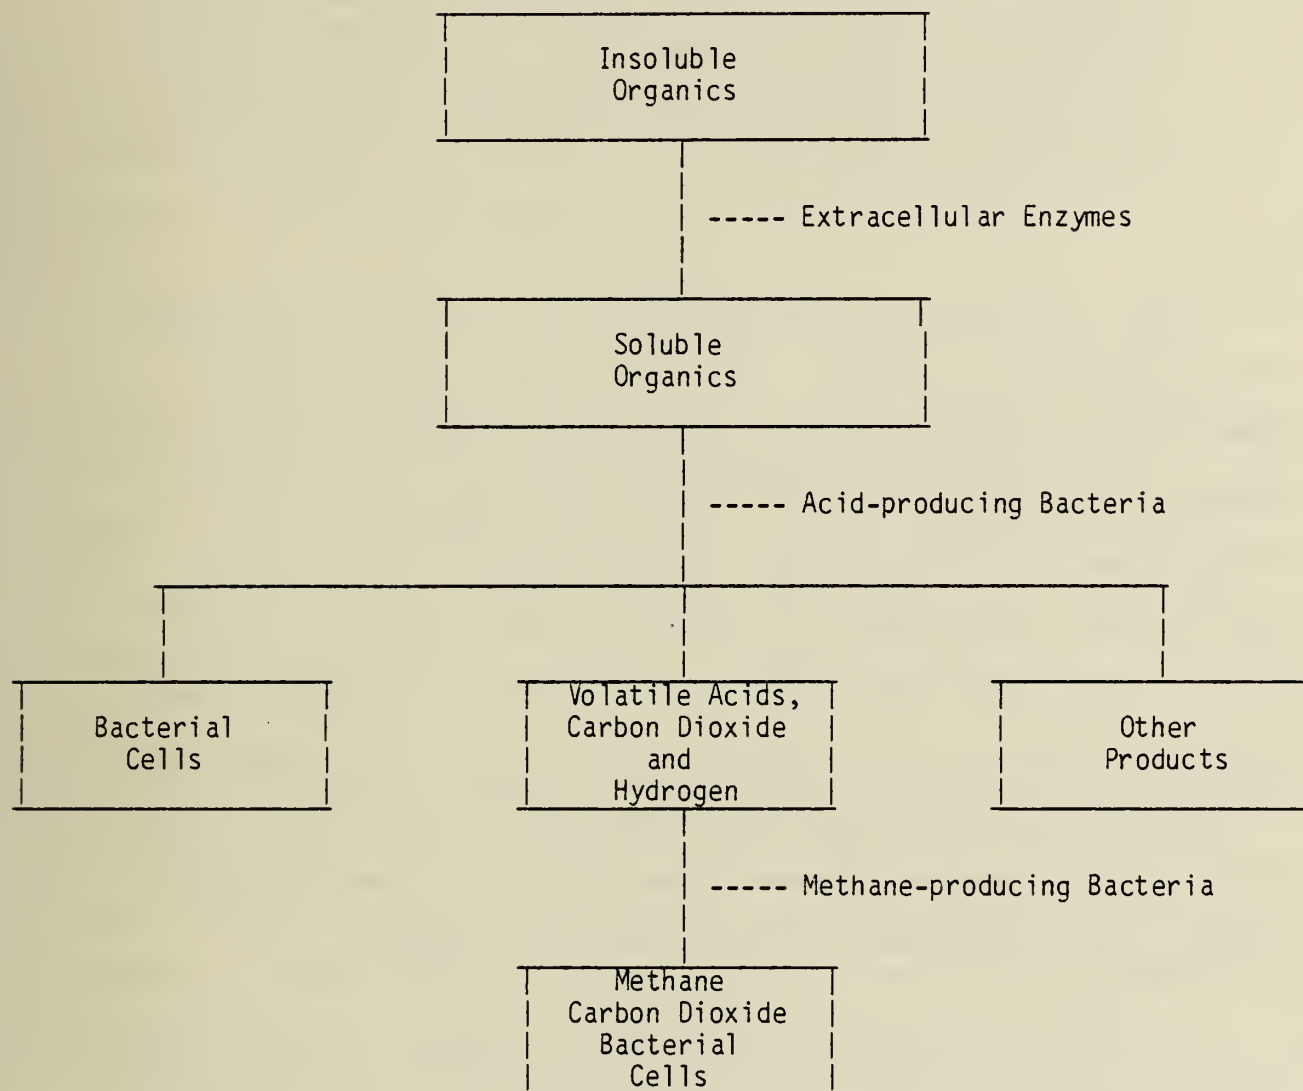 Insoluble
Organics
----- Extracellular Enzymes
Soluble
Organics
----- Acid-producing Bacteria
Bacterial
Cells
Volatile Acids,
Carbon Dioxide
and
Hydrogen
Other
Products
----- Methane-producing Bacteria
Methane
Carbon Dioxide
Bacterial
Cells